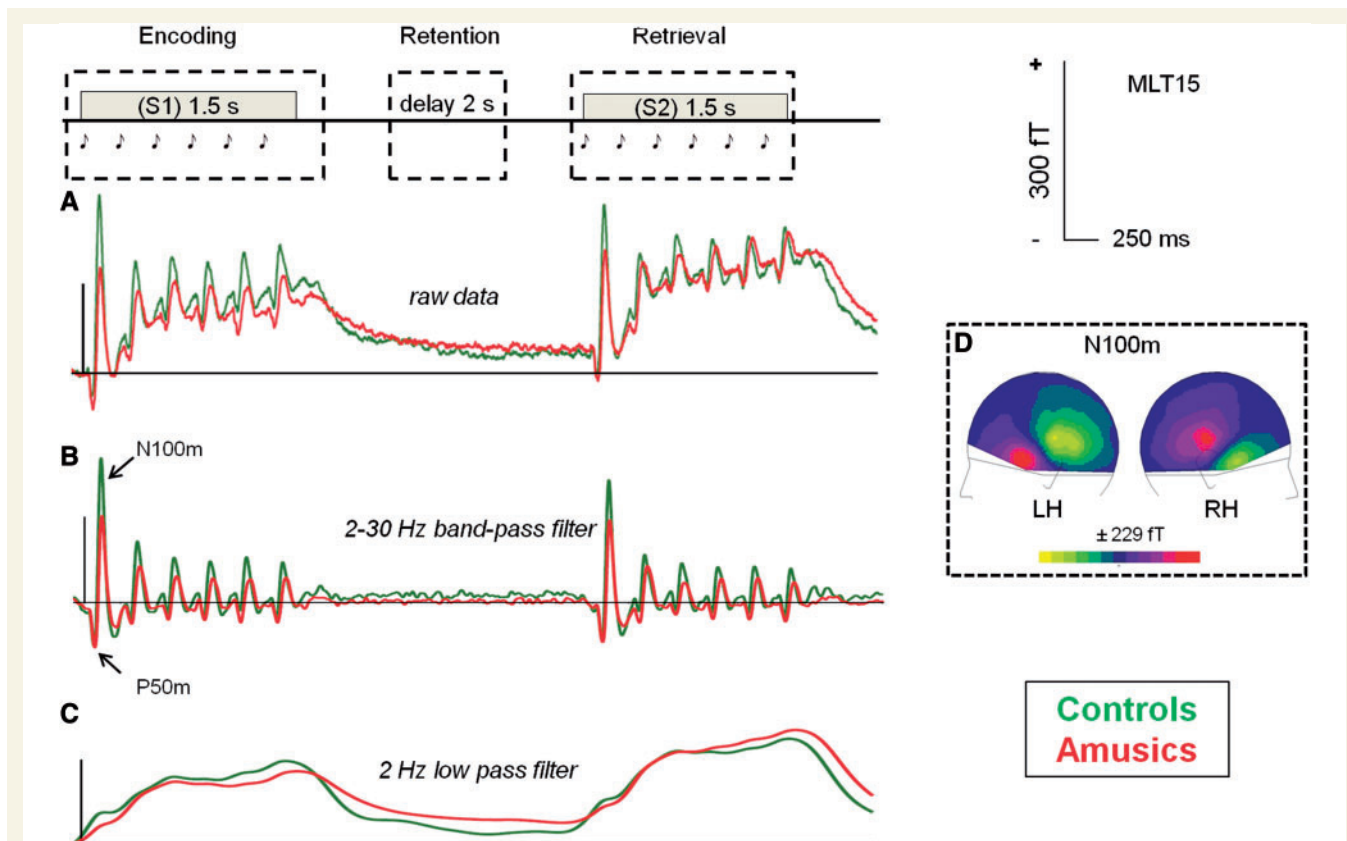 Encoding Retention Retrieval
(S1) 1.5 s delay 2 s (S2) 1.5 s
♪ ♪ ♪ ♪ ♪ ♪ ♪ ♪ ♪ ♪ ♪ ♪
+
MLT15
300 fT
- 250 ms
A
raw data
B
N100m
2-30 Hz band-pass filter
P50m
C
2 Hz low pass filter
D N100m
LH RH
± 229 fT
Controls
Amusics